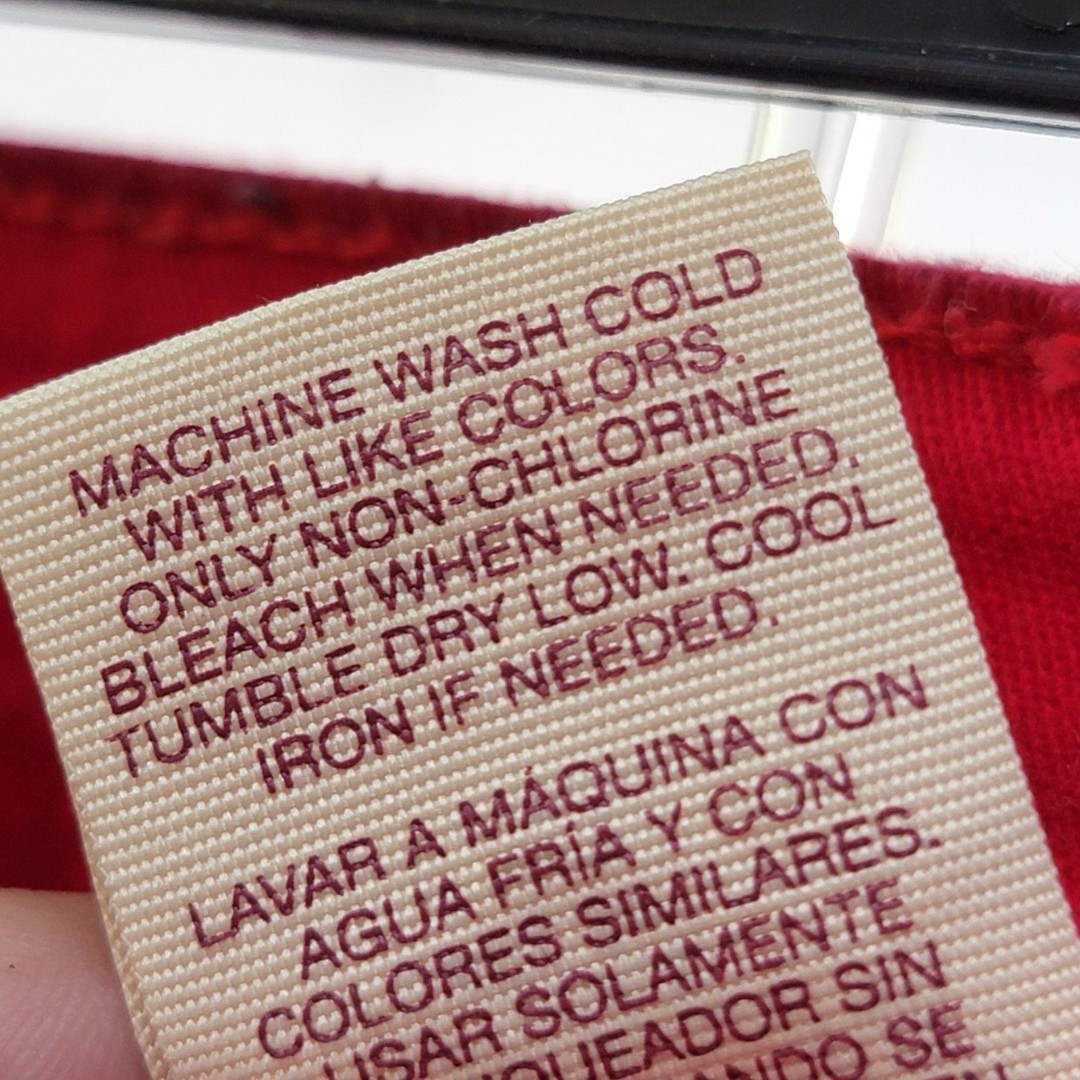 MACHINE WASH COLD
WITH LIKE COLORS.
ONLY NON-CHLORINE
BLEACH WHEN NEEDED.
TUMBLE DRY LOW. COOL
IRON IF NEEDED.
LAVAR A MÁQUINA CON
AGUA FRÍA Y CON
COLORES SIMILARES.
USAR SOLAMENTE
SIN
SE